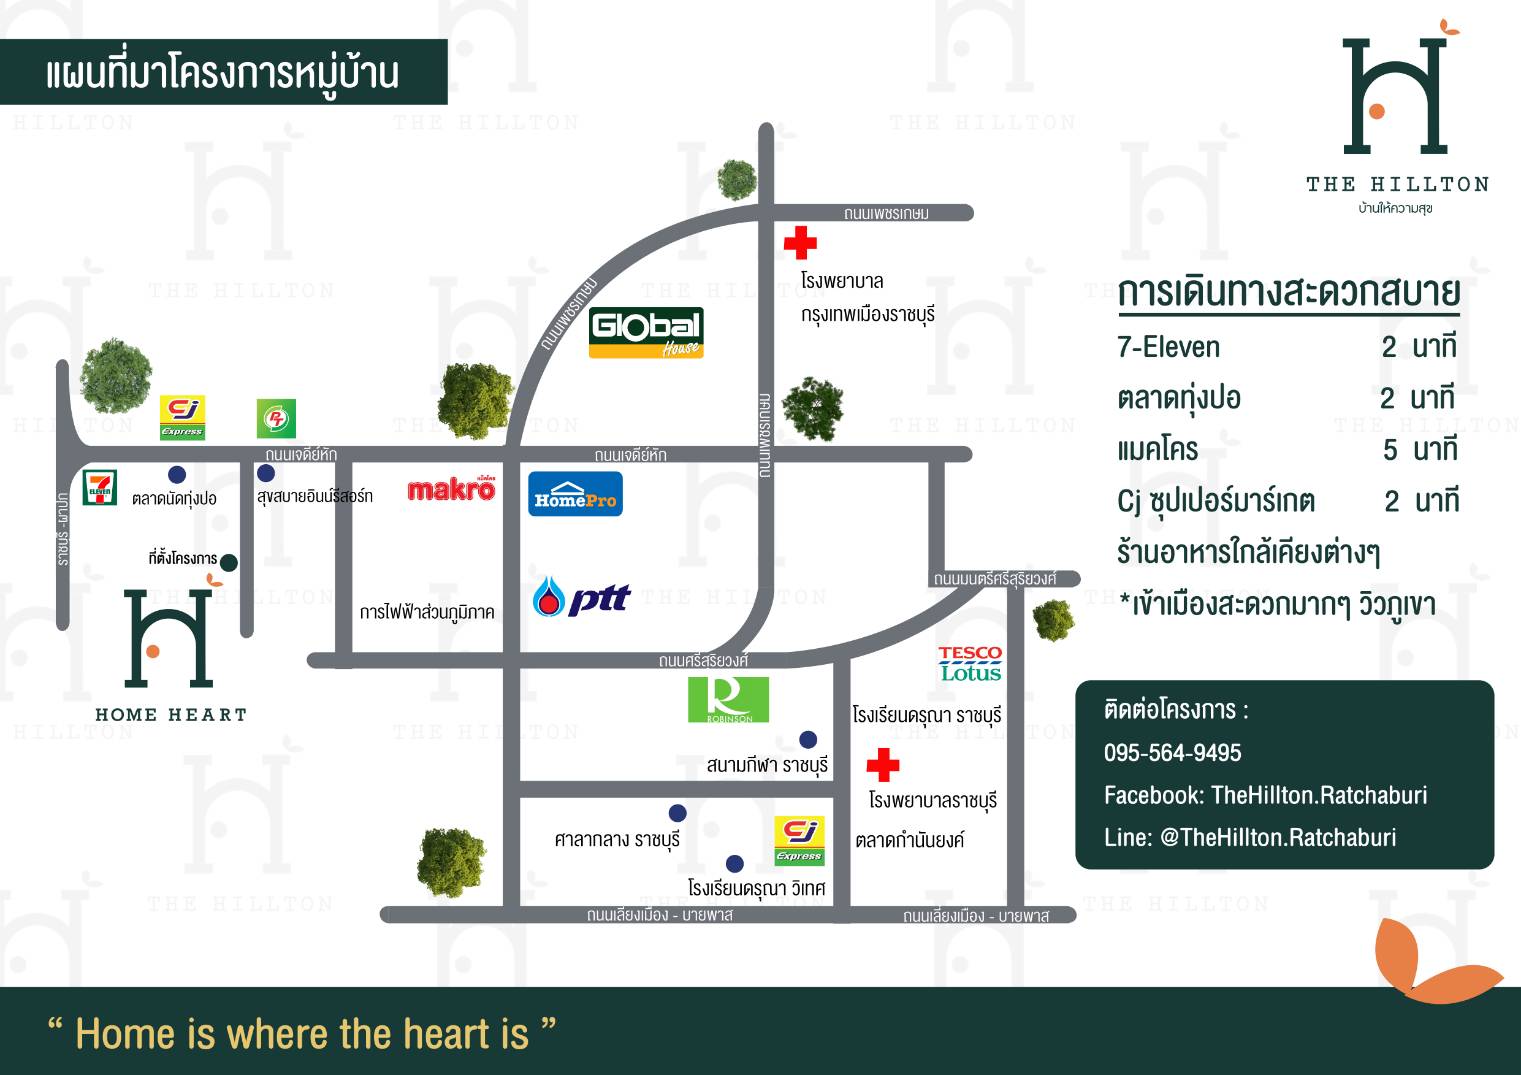 แผนที่มาโครงการหมู่บ้าน
THE HILLTON
บ้านให้ความสุข
ถนนเพชรเกษม
โรงพยาบาล
กรุงเทพเมืองราชบุรี
ถนนเพชรเกษม
GlObal
House
ถนนเพชรเกษม
การเดินทางสะดวกสบาย
7-Eleven 2 นาที
ตลาดทุ่งปอ 2 นาที
แมคโคร 5 นาที
Cj ซุปเปอร์มาร์เกต 2 นาที
ร้านอาหารใกล้เคียงต่างๆ
*เข้าเมืองสะดวกมากๆ วิวภูเขา
CJ
Express
PT
ถนนเจดีย์หัก
ถนนเจดีย์หัก
7
ELEVEN
ตลาดนัดทุ่งปอ
สุขสบายอินน์รีสอร์ท
แม็คโคร
makro
HomePro
ราชบุรี -ผาปก
ที่ตั้งโครงการ
HOME HEART
การไฟฟ้าส่วนภูมิภาค
ptt
ถนนมนตรีศรีสุริยวงศ์
ถนนศรีสุริยวงศ์
TESCO
Lotus
R
ROBINSON
โรงเรียนดรุณา ราชบุรี
สนามกีฬา ราชบุรี
โรงพยาบาลราชบุรี
ศาลากลาง ราชบุรี
CJ
Express
ตลาดกำนันยงค์
โรงเรียนดรุณา วิเทศ
ถนนเลี่ยงเมือง - บายพาส
ถนนเลี่ยงเมือง - บายพาส
ติดต่อโครงการ :
095-564-9495
Facebook: TheHillton.Ratchaburi
Line: @TheHillton.Ratchaburi
“ Home is where the heart is ”